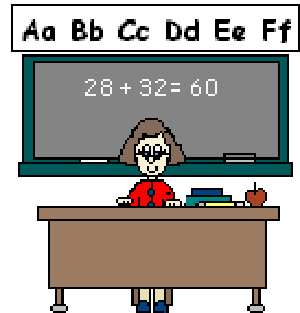 Aa Bb Cc Dd Ee Ff
28 + 32= 60